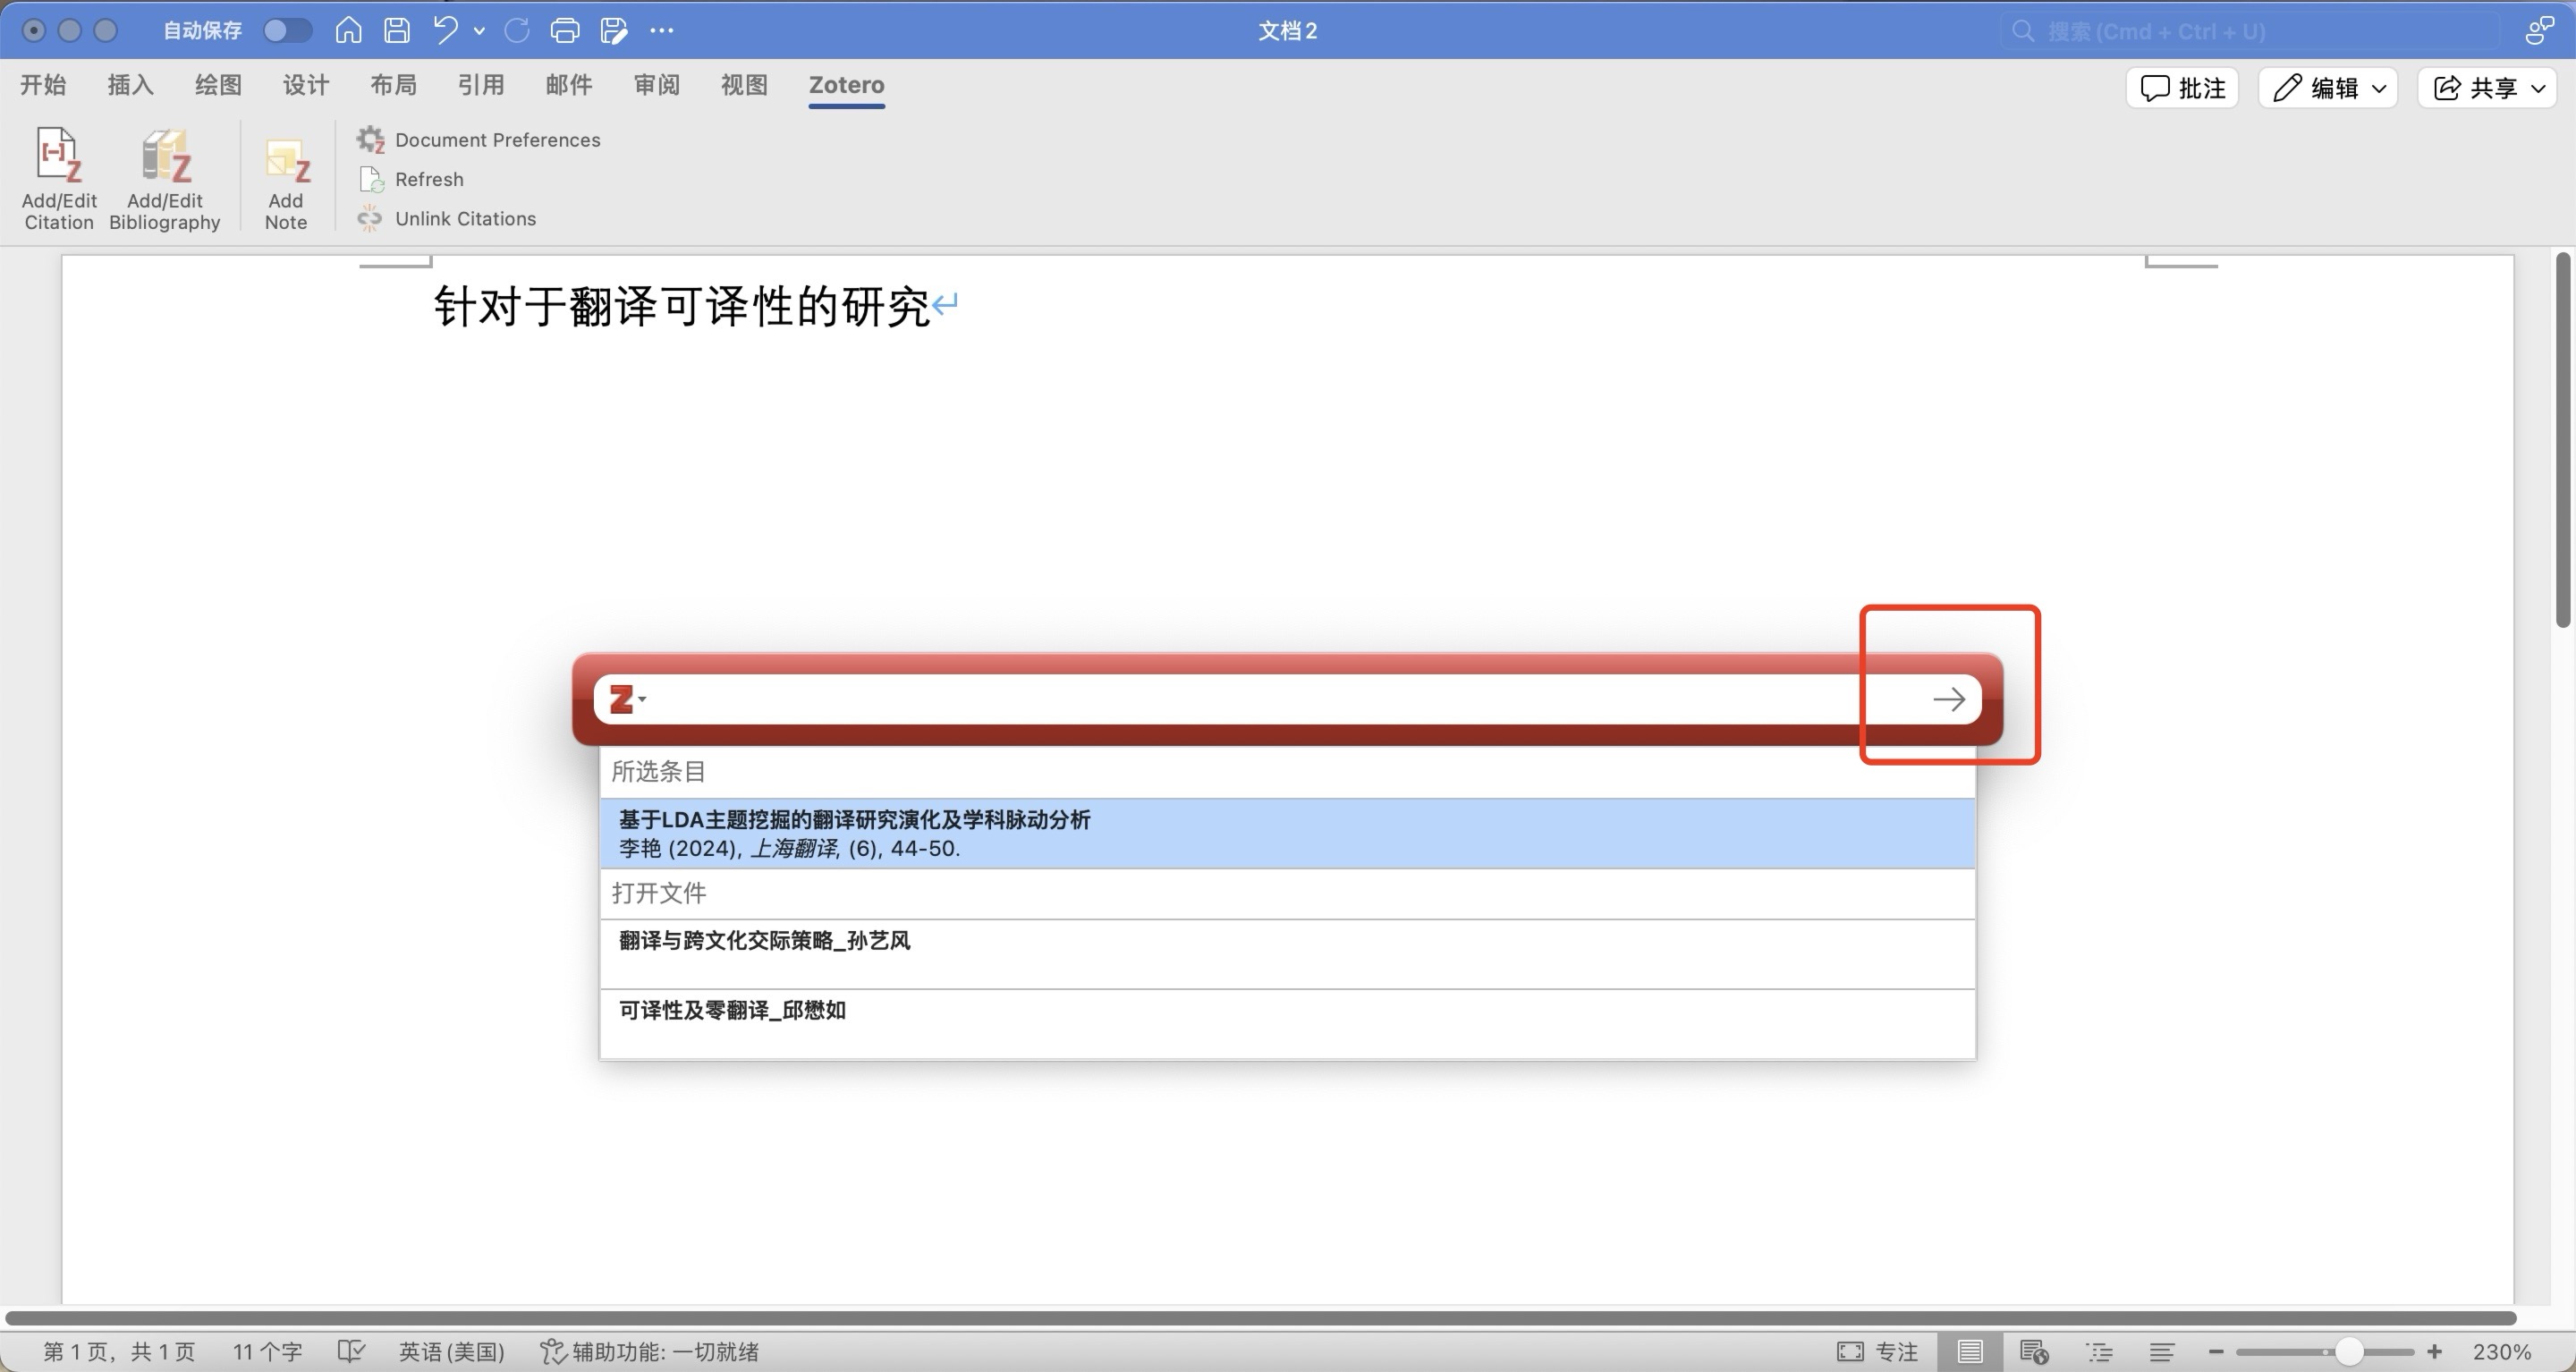 自动保存
文档2
搜索 (Cmd + Ctrl + U)
开始 插入 绘图 设计 布局 引用 邮件 审阅 视图 Zotero
批注 编辑 共享
Add/Edit Citation
Add/Edit Bibliography
Add Note
Document Preferences
Refresh
Unlink Citations
针对于翻译可译性的研究
Z
所选条目
基于LDA主题挖掘的翻译研究演化及学科脉动分析
李艳 (2024), 上海翻译, (6), 44-50.
打开文件
翻译与跨文化交际策略_孙艺风
可译性及零翻译_邱懋如
第 1 页，共 1 页 11 个字 英语 (美国) 辅助功能: 一切就绪 专注 230%